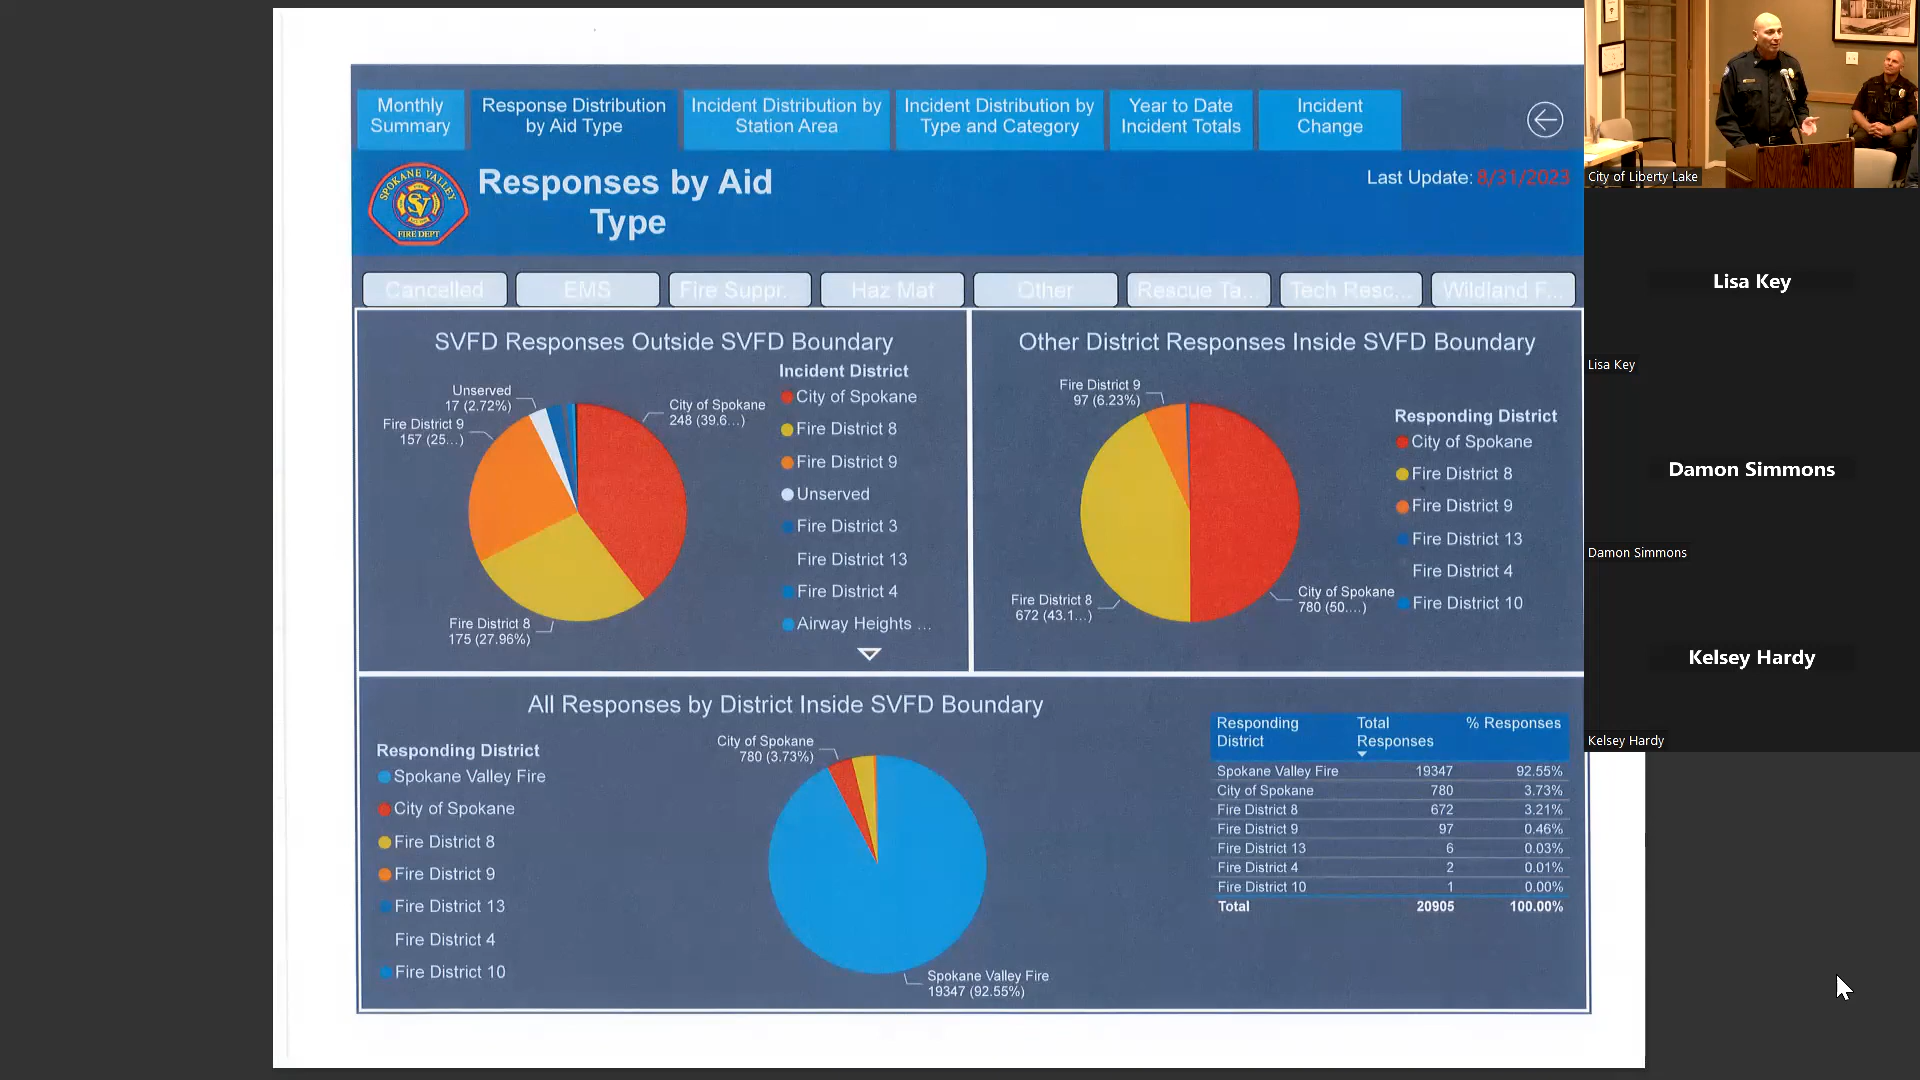 Monthly
Summary
Response Distribution
by Aid Type
Incident Distribution by
Station Area
Incident Distribution by
Type and Category
Year to Date
Incident Totals
Incident
Change
SPOKANE VALLEY
SV
FIRE DEPT
Responses by Aid
Type
Last Update: 8/31/2023
Cancelled
EMS
Fire Suppr...
Haz Mat
Other
Rescue Ta...
Tech Resc...
Wildland F...
SVFD Responses Outside SVFD Boundary
Unserved
17 (2.72%)
Fire District 9
157 (25...)
City of Spokane
248 (39.6...)
Fire District 8
175 (27.96%)
Incident District
City of Spokane
Fire District 8
Fire District 9
Unserved
Fire District 3
Fire District 13
Fire District 4
Airway Heights ...
Other District Responses Inside SVFD Boundary
Fire District 9
97 (6.23%)
Fire District 8
672 (43.1...)
City of Spokane
780 (50....)
Responding District
City of Spokane
Fire District 8
Fire District 9
Fire District 13
Fire District 4
Fire District 10
All Responses by District Inside SVFD Boundary
Responding District
Spokane Valley Fire
City of Spokane
Fire District 8
Fire District 9
Fire District 13
Fire District 4
Fire District 10
City of Spokane
780 (3.73%)
Spokane Valley Fire
19347 (92.55%)
Responding District Total Responses % Responses
Spokane Valley Fire 19347 92.55%
City of Spokane 780 3.73%
Fire District 8 672 3.21%
Fire District 9 97 0.46%
Fire District 13 6 0.03%
Fire District 4 2 0.01%
Fire District 10 1 0.00%
Total 20905 100.00%
City of Liberty Lake
Lisa Key
Lisa Key
Damon Simmons
Damon Simmons
Kelsey Hardy
Kelsey Hardy